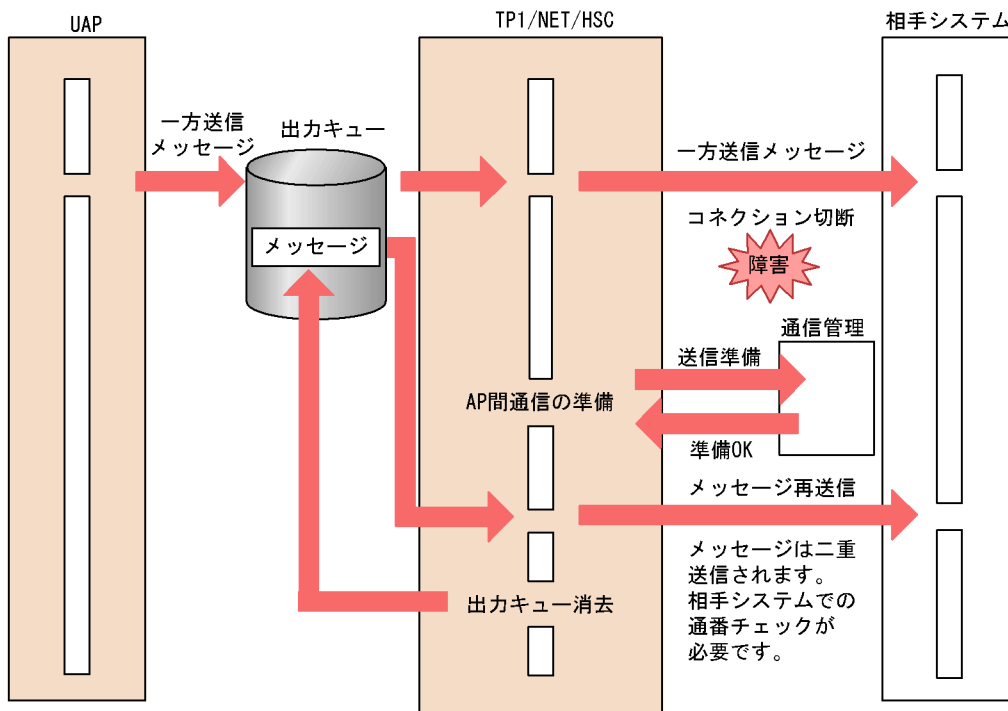 UAP
TP1/NET/HSC
相手システム
一方送信
メッセージ
出力キュー
一方送信メッセージ
コネクション切断
メッセージ
障害
通信管理
送信準備
AP間通信の準備
準備OK
メッセージ再送信
メッセージは二重
送信されます。
相手システムでの
通番チェックが
必要です。
出力キュー消去